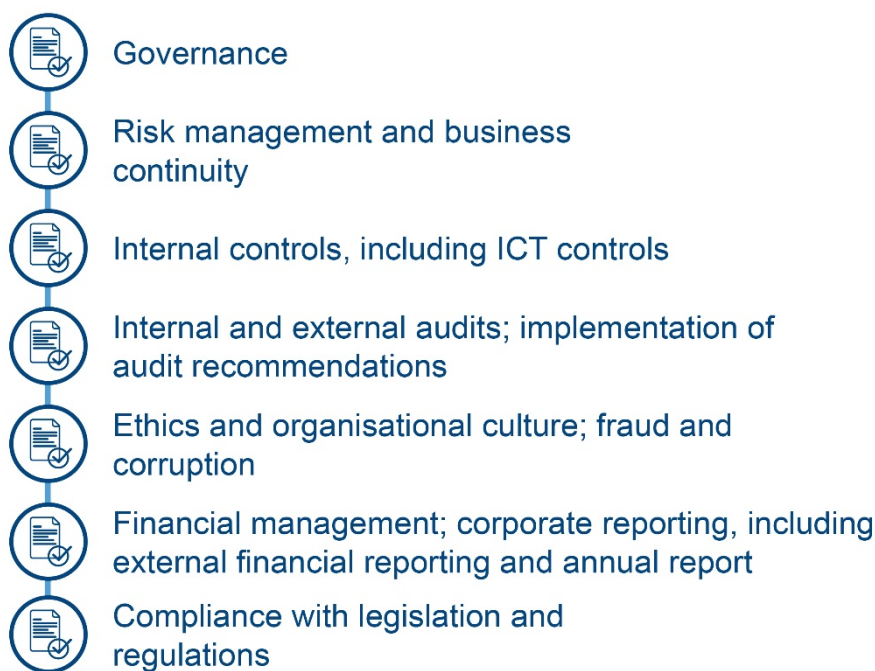 Governance
Risk management and business
continuity
Internal controls, including ICT controls
Internal and external audits; implementation of
audit recommendations
Ethics and organisational culture; fraud and
corruption
Financial management; corporate reporting, including
external financial reporting and annual report
Compliance with legislation and
regulations